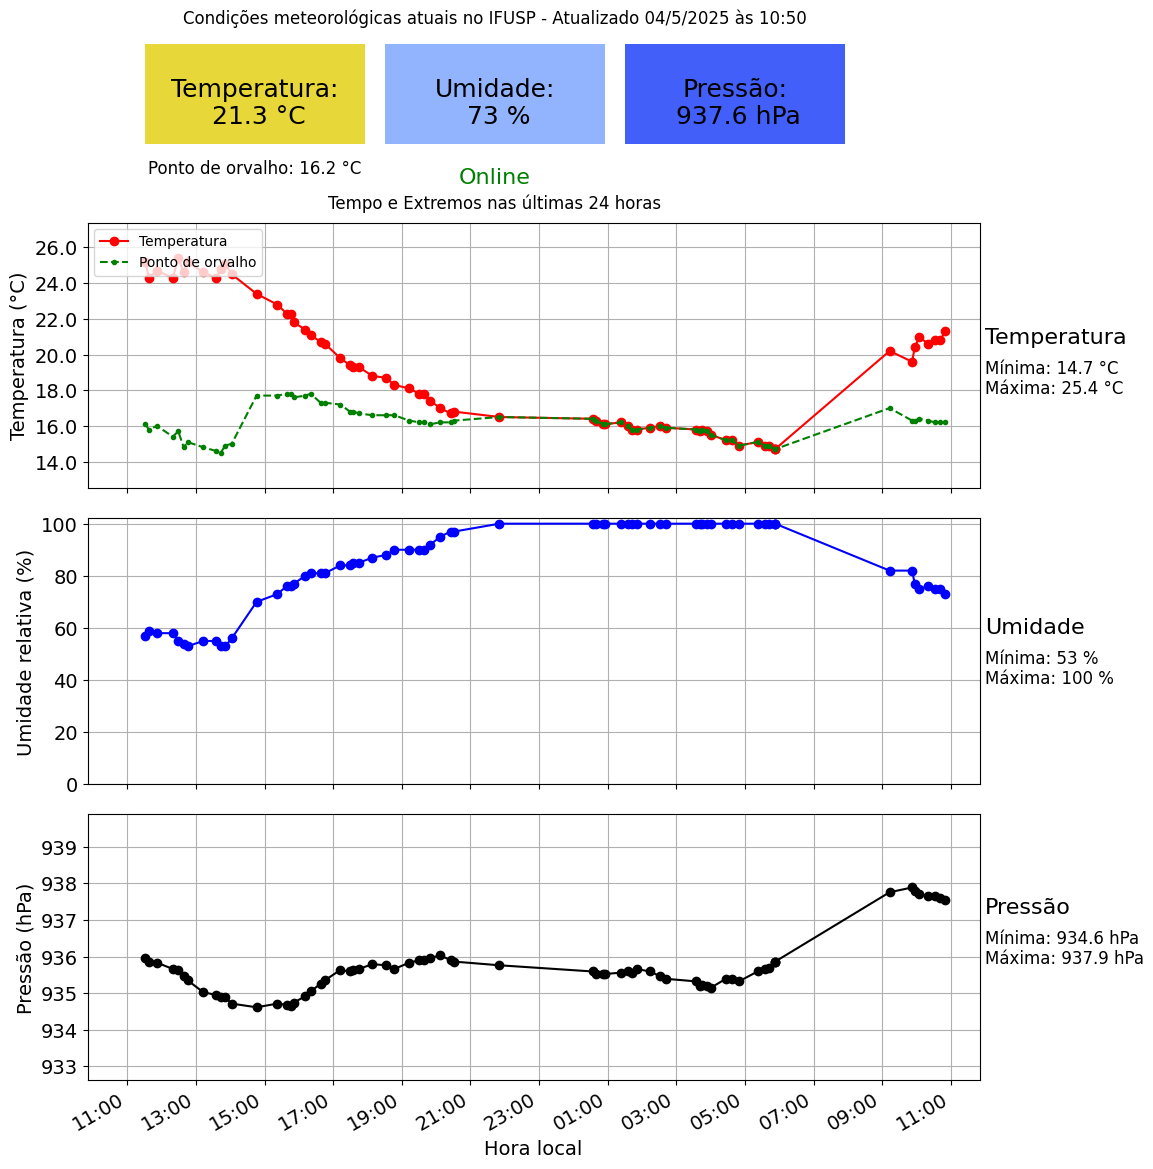 Condições meteorológicas atuais no IFUSP - Atualizado 04/5/2025 às 10:50
Temperatura:
21.3 °C
Umidade:
73 %
Pressão:
937.6 hPa
Ponto de orvalho: 16.2 °C
Online
Tempo e Extremos nas últimas 24 horas
Temperatura (°C)
26.0
24.0
22.0
20.0
18.0
16.0
14.0
Temperatura
Ponto de orvalho
Temperatura
Mínima: 14.7 °C
Máxima: 25.4 °C
Umidade relativa (%)
100
80
60
40
20
0
Umidade
Mínima: 53 %
Máxima: 100 %
Pressão (hPa)
939
938
937
936
935
934
933
Pressão
Mínima: 934.6 hPa
Máxima: 937.9 hPa
11:00 13:00 15:00 17:00 19:00 21:00 23:00 01:00 03:00 05:00 07:00 09:00 11:00
Hora local